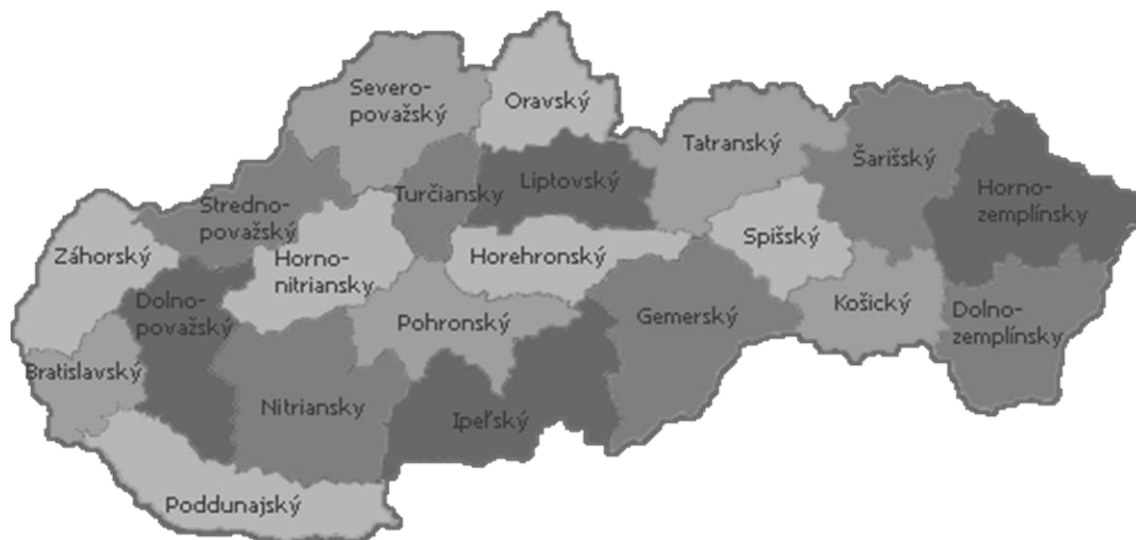 Severo-
považský
Oravský
Tatranský
Šarišský
Turčiansky
Liptovský
Horno-
zemplínsky
Stredno-
považský
Spišský
Záhorský
Horno-
nitriansky
Horehronský
Dolno-
považský
Pohronský
Gemerský
Košický
Dolno-
zemplínsky
Bratislavský
Nitriansky
Ipeľský
Poddunajský